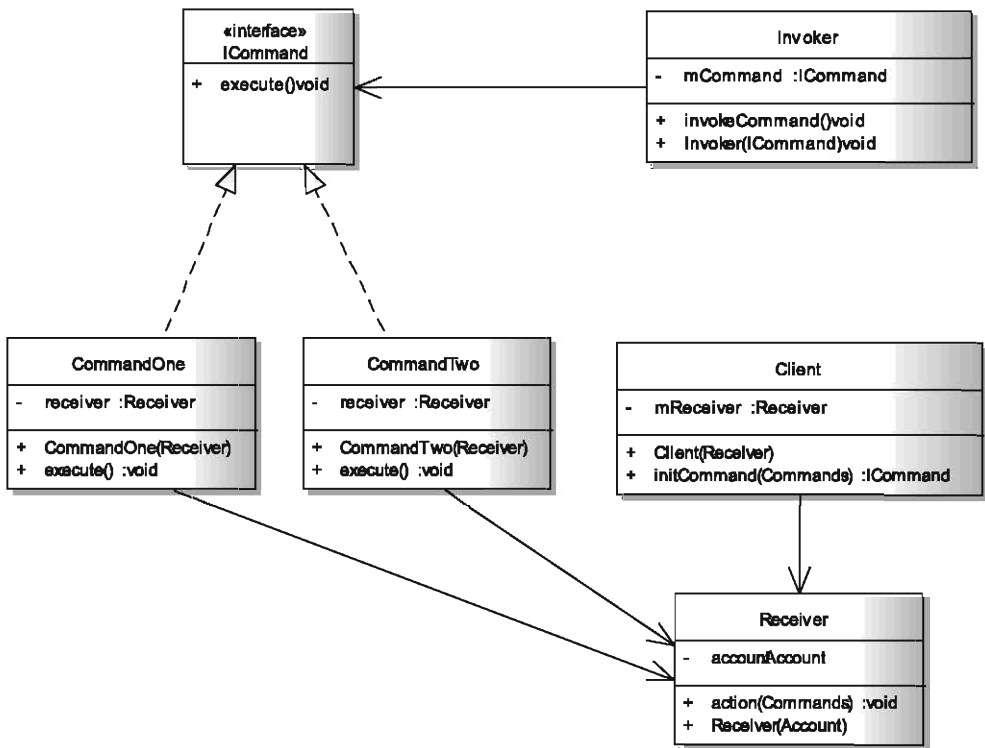 «interface»
ICommand
+ execute()void
Invoker
- mCommand :ICommand
+ invokeCommand()void
+ Invoker(ICommand)void
CommandOne
- receiver :Receiver
+ CommandOne(Receiver)
+ execute() :void
CommandTwo
- receiver :Receiver
+ CommandTwo(Receiver)
+ execute() :void
Client
- mReceiver :Receiver
+ Client(Receiver)
+ initCommand(Commands) :ICommand
Receiver
- accountAccount
+ action(Commands) :void
+ Receiver(Account)